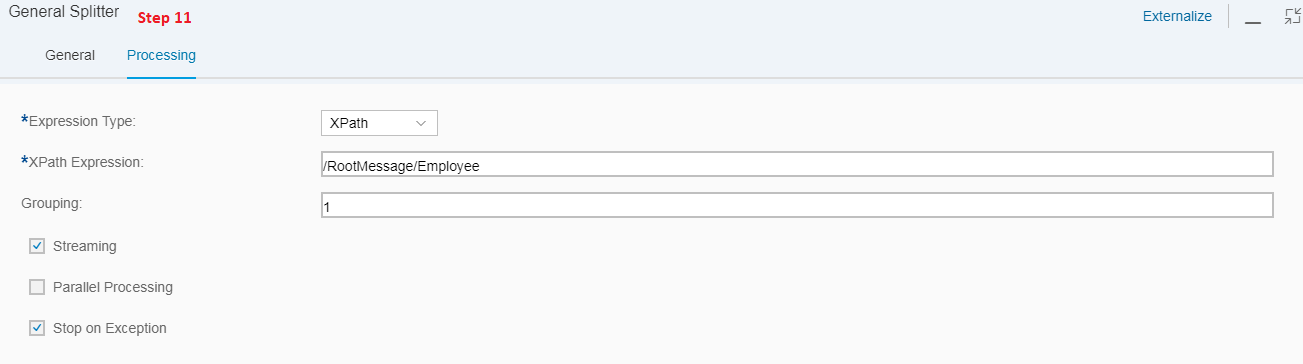 General Splitter Step 11 Externalize
General Processing
*Expression Type: XPath
*XPath Expression: /RootMessage/Employee
Grouping: 1
Streaming
Parallel Processing
Stop on Exception